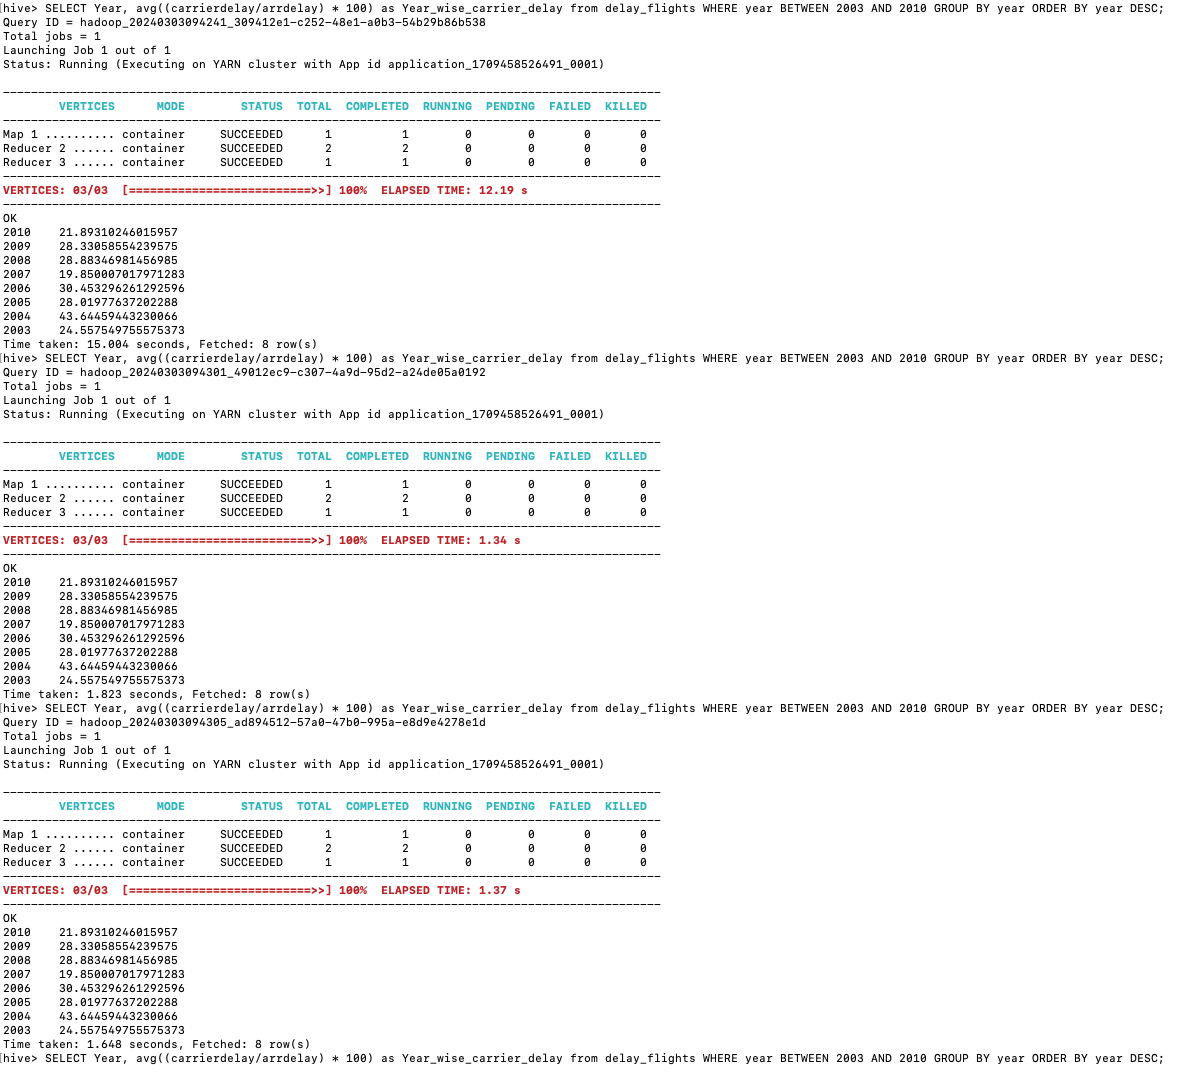 hive> SELECT Year, avg((carrierdelay/arrdelay) * 100) as Year_wise_carrier_delay from delay_flights WHERE year BETWEEN 2003 AND 2010 GROUP BY year ORDER BY year DESC;
Query ID = hadoop_20240303094241_309412e1-c252-48e1-a0b3-54b29b86b538
Total jobs = 1
Launching Job 1 out of 1
Status: Running (Executing on YARN cluster with App id application_1709458526491_0001)

----------------------------------------------------------------------------------------------
        VERTICES      MODE        STATUS  TOTAL  COMPLETED  RUNNING  PENDING  FAILED  KILLED
----------------------------------------------------------------------------------------------
Map 1 .......... container     SUCCEEDED      1          1        0        0       0       0
Reducer 2 ...... container     SUCCEEDED      2          2        0        0       0       0
Reducer 3 ...... container     SUCCEEDED      1          1        0        0       0       0
----------------------------------------------------------------------------------------------
VERTICES: 03/03  [==========================>>] 100%  ELAPSED TIME: 12.19 s
----------------------------------------------------------------------------------------------
OK
2010    21.89310246015957
2009    28.33058554239575
2008    28.88346981456985
2007    19.850007017971283
2006    30.453296261292596
2005    28.01977637202288
2004    43.64459443230066
2003    24.557549755575373
Time taken: 15.004 seconds, Fetched: 8 row(s)
hive> SELECT Year, avg((carrierdelay/arrdelay) * 100) as Year_wise_carrier_delay from delay_flights WHERE year BETWEEN 2003 AND 2010 GROUP BY year ORDER BY year DESC;
Query ID = hadoop_20240303094301_49012ec9-c307-4a9d-95d2-a24de05a0192
Total jobs = 1
Launching Job 1 out of 1
Status: Running (Executing on YARN cluster with App id application_1709458526491_0001)

----------------------------------------------------------------------------------------------
        VERTICES      MODE        STATUS  TOTAL  COMPLETED  RUNNING  PENDING  FAILED  KILLED
----------------------------------------------------------------------------------------------
Map 1 .......... container     SUCCEEDED      1          1        0        0       0       0
Reducer 2 ...... container     SUCCEEDED      2          2        0        0       0       0
Reducer 3 ...... container     SUCCEEDED      1          1        0        0       0       0
----------------------------------------------------------------------------------------------
VERTICES: 03/03  [==========================>>] 100%  ELAPSED TIME: 1.34 s
----------------------------------------------------------------------------------------------
OK
2010    21.89310246015957
2009    28.33058554239575
2008    28.88346981456985
2007    19.850007017971283
2006    30.453296261292596
2005    28.01977637202288
2004    43.64459443230066
2003    24.557549755575373
Time taken: 1.823 seconds, Fetched: 8 row(s)
hive> SELECT Year, avg((carrierdelay/arrdelay) * 100) as Year_wise_carrier_delay from delay_flights WHERE year BETWEEN 2003 AND 2010 GROUP BY year ORDER BY year DESC;
Query ID = hadoop_20240303094305_ad894512-57a0-47b0-995a-e8d9e4278e1d
Total jobs = 1
Launching Job 1 out of 1
Status: Running (Executing on YARN cluster with App id application_1709458526491_0001)

----------------------------------------------------------------------------------------------
        VERTICES      MODE        STATUS  TOTAL  COMPLETED  RUNNING  PENDING  FAILED  KILLED
----------------------------------------------------------------------------------------------
Map 1 .......... container     SUCCEEDED      1          1        0        0       0       0
Reducer 2 ...... container     SUCCEEDED      2          2        0        0       0       0
Reducer 3 ...... container     SUCCEEDED      1          1        0        0       0       0
----------------------------------------------------------------------------------------------
VERTICES: 03/03  [==========================>>] 100%  ELAPSED TIME: 1.37 s
----------------------------------------------------------------------------------------------
OK
2010    21.89310246015957
2009    28.33058554239575
2008    28.88346981456985
2007    19.850007017971283
2006    30.453296261292596
2005    28.01977637202288
2004    43.64459443230066
2003    24.557549755575373
Time taken: 1.648 seconds, Fetched: 8 row(s)
hive> SELECT Year, avg((carrierdelay/arrdelay) * 100) as Year_wise_carrier_delay from delay_flights WHERE year BETWEEN 2003 AND 2010 GROUP BY year ORDER BY year DESC;